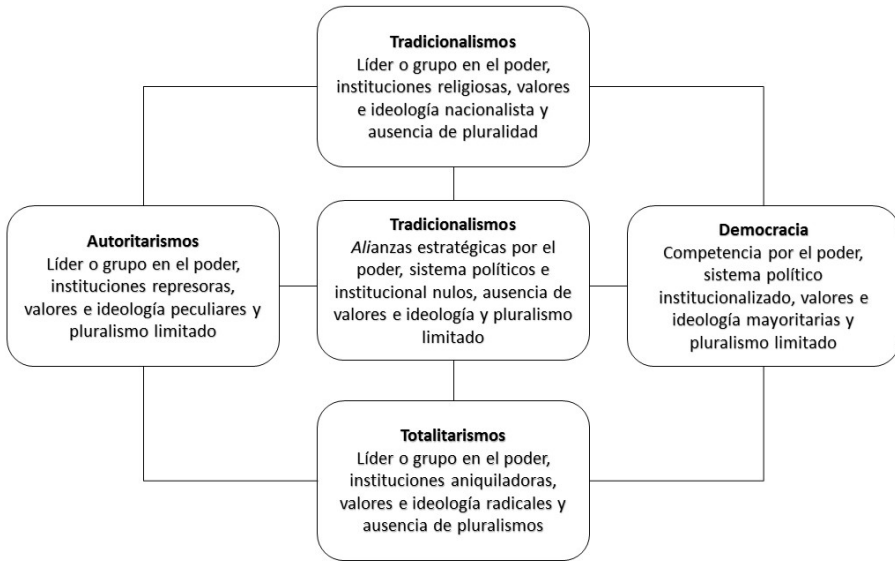 Tradicionalismos
Líder o grupo en el poder,
instituciones religiosas, valores
e ideología nacionalista y
ausencia de pluralidad
Autoritarismos
Líder o grupo en el poder,
instituciones represoras,
valores e ideología peculiares y
pluralismo limitado
Tradicionalismos
Alianzas estratégicas por el
poder, sistema políticos e
institucional nulos, ausencia de
valores e ideología y pluralismo
limitado
Democracia
Competencia por el poder,
sistema político
institucionalizado, valores e
ideología mayoritarias y
pluralismo limitado
Totalitarismos
Líder o grupo en el poder,
instituciones aniquiladoras,
valores e ideología radicales y
ausencia de pluralismos